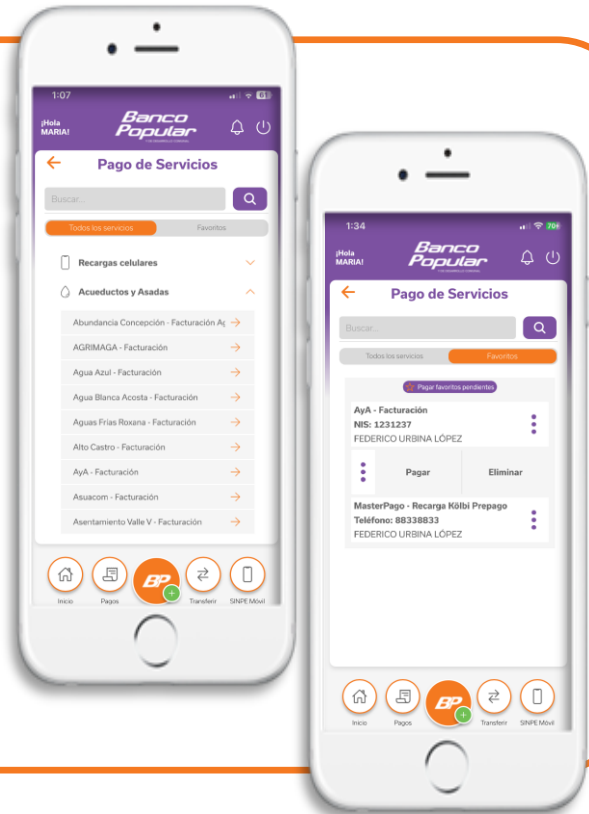 1:07
61
¡Hola
MARIA!
Banco
Popular
Pago de Servicios
Buscar...
Todos los servicios
Favoritos
Recargas celulares
Acueductos y Asadas
Abundancia Concepción - Facturación Ag
AGRIMAGA - Facturación
Agua Azul - Facturación
Agua Blanca Acosta - Facturación
Aguas Frías Roxana - Facturación
Alto Castro - Facturación
AyA - Facturación
Asuacom - Facturación
Asentamiento Valle V - Facturación
BP
Inicio
Pagos
Transferir
SINPE Móvil
1:34
¡Hola
MARIA!
Banco
Popular
Pago de Servicios
Buscar...
Todos los servicios
Favoritos
Pagar favoritos pendientes
AyA - Facturación
NIS: 1231237
FEDERICO URBINA LÓPEZ
Pagar
Eliminar
MasterPago - Recarga Kölbi Prepago
Teléfono: 88338833
FEDERICO URBINA LÓPEZ
BP
Inicio
Pagos
Transferir
SINPE Móvil